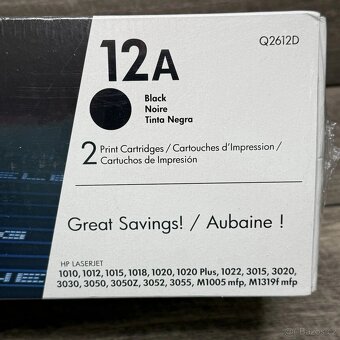 12A
Q2612D
Black
Noire
Tinta Negra
2 Print Cartridges / Cartouches d'Impression /
Cartuchos de Impresión
Great Savings! / Aubaine !
HP LASERJET
1010, 1012, 1015, 1018, 1020, 1020 Plus, 1022, 3015, 3020,
3030, 3050, 3050Z, 3052, 3055, M1005 mfp, M1319f mfp